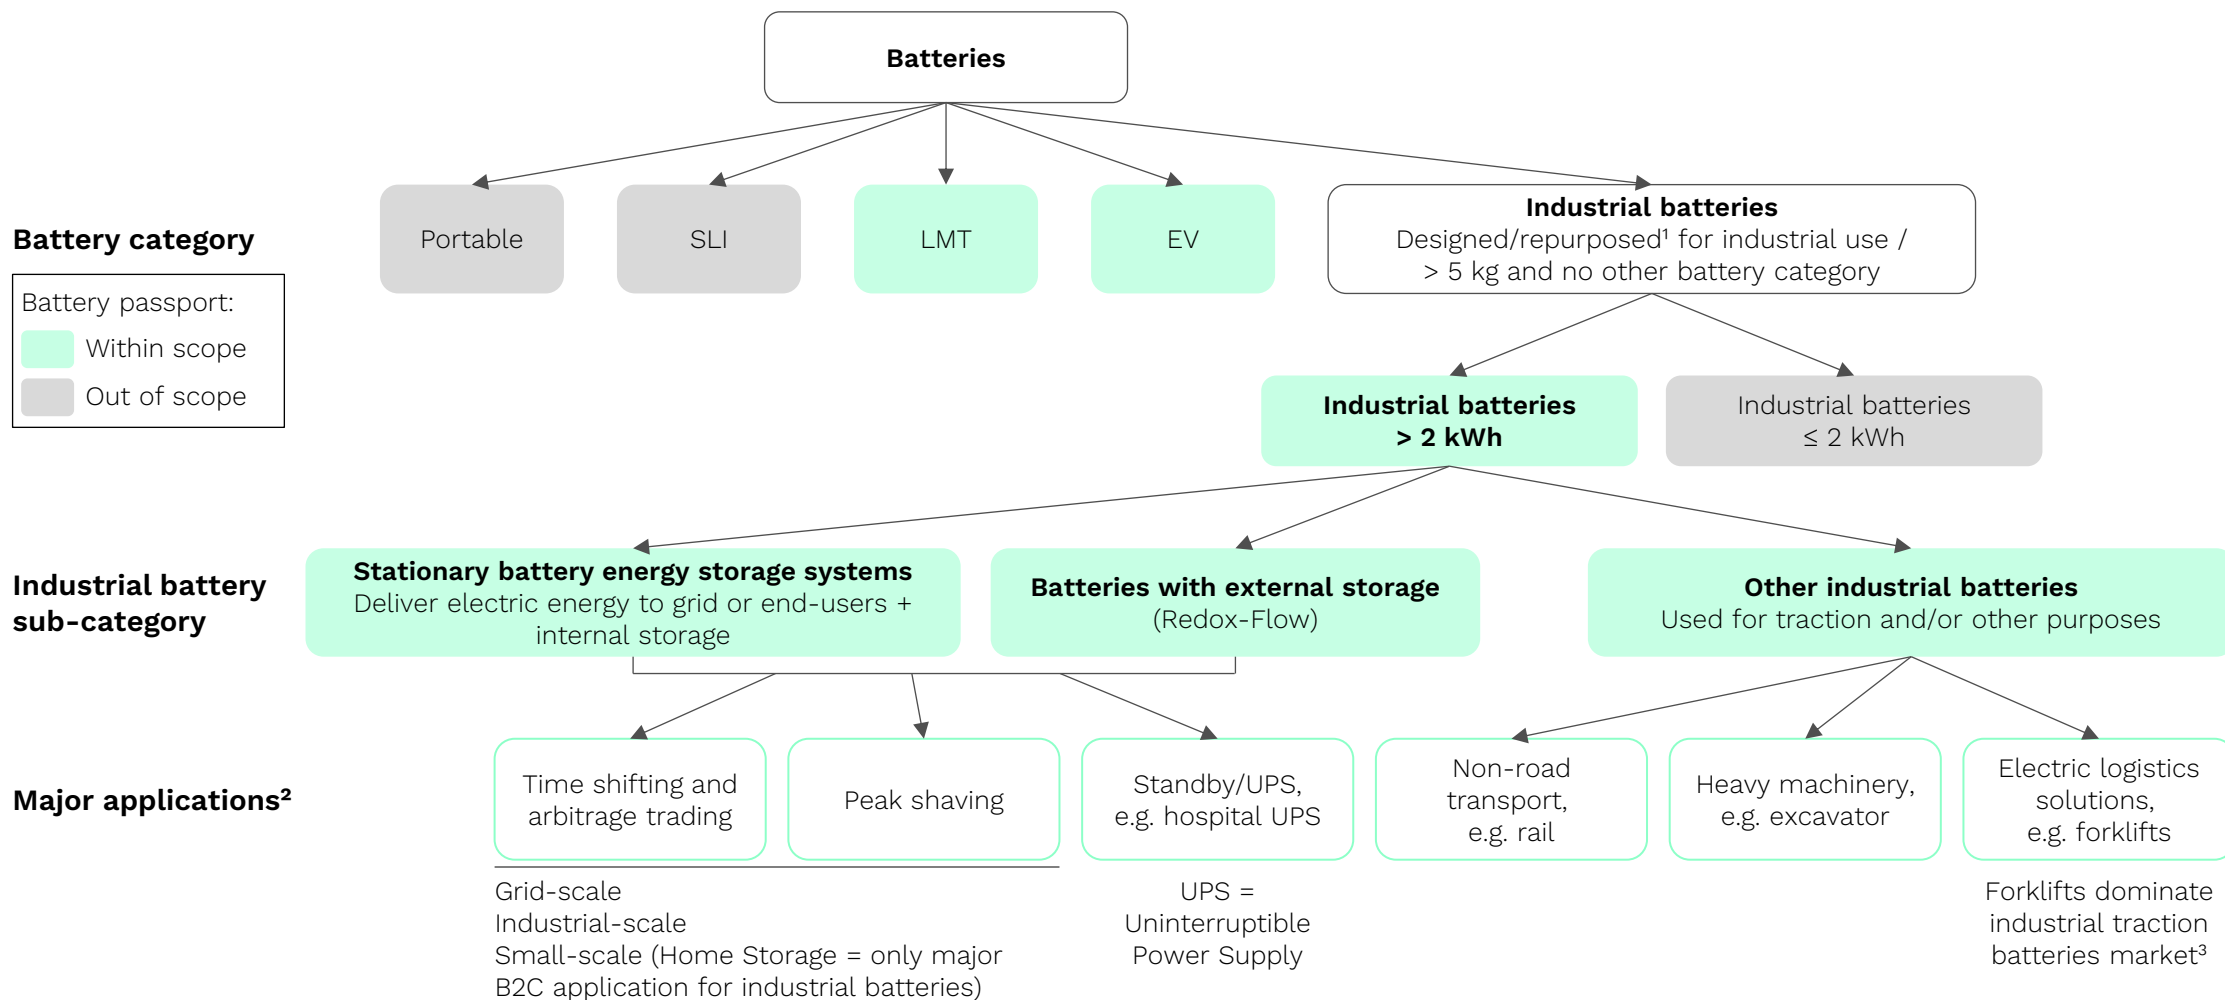 Batteries
Battery category
Portable
SLI
LMT
EV
Industrial batteries
Designed/repurposed¹ for industrial use /
> 5 kg and no other battery category
Battery passport:
Within scope
Out of scope
Industrial batteries
> 2 kWh
Industrial batteries
≤ 2 kWh
Industrial battery
sub-category
Stationary battery energy storage systems
Deliver electric energy to grid or end-users +
internal storage
Batteries with external storage
(Redox-Flow)
Other industrial batteries
Used for traction and/or other purposes
Major applications²
Time shifting and
arbitrage trading
Peak shaving
Standby/UPS,
e.g. hospital UPS
Non-road
transport,
e.g. rail
Heavy machinery,
e.g. excavator
Electric logistics
solutions,
e.g. forklifts
Grid-scale
Industrial-scale
Small-scale (Home Storage = only major
B2C application for industrial batteries)
UPS =
Uninterruptible
Power Supply
Forklifts dominate
industrial traction
batteries market³